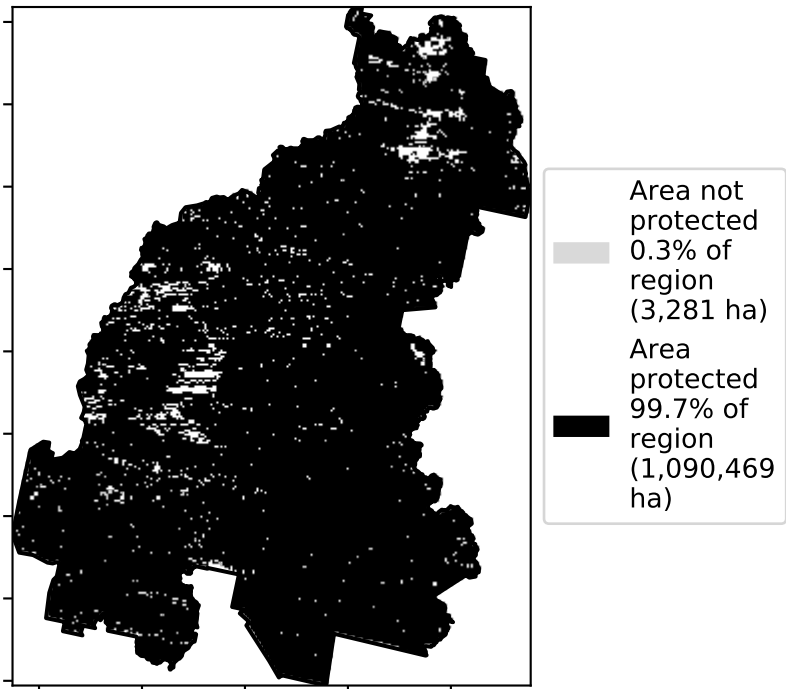 Area not
protected
0.3% of
region
(3,281 ha)
Area
protected
99.7% of
region
(1,090,469
ha)